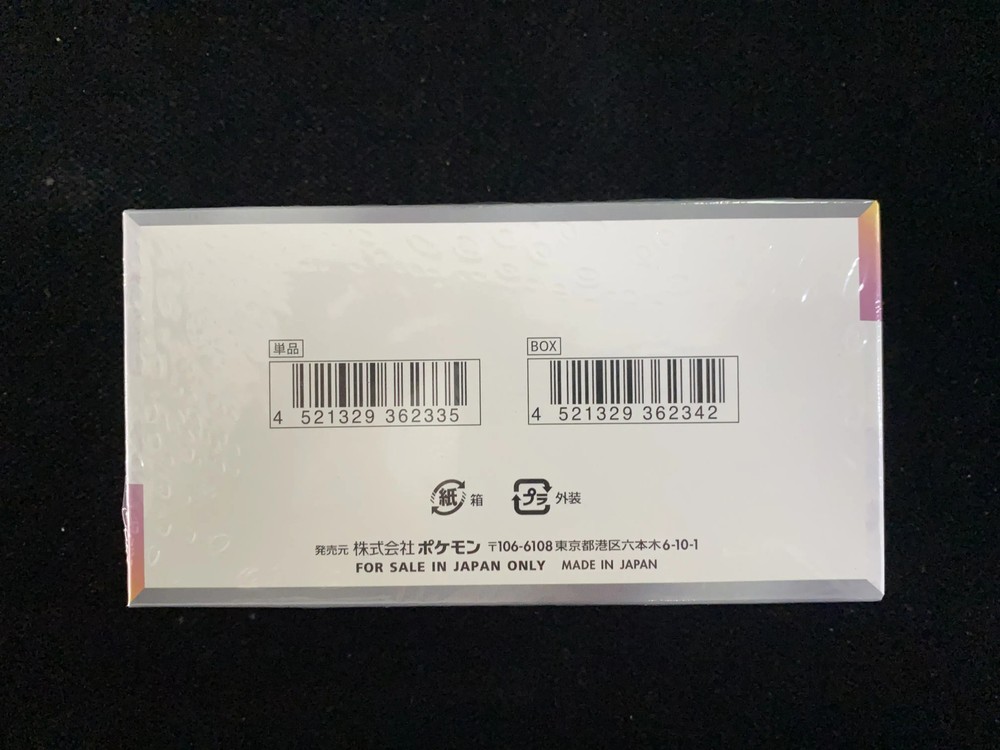 単品
4 521329 362335
BOX
4 521329 362342
紙 箱
プラ 外装
発売元 株式会社ポケモン 〒106-6108 東京都港区六本木6-10-1
FOR SALE IN JAPAN ONLY MADE IN JAPAN